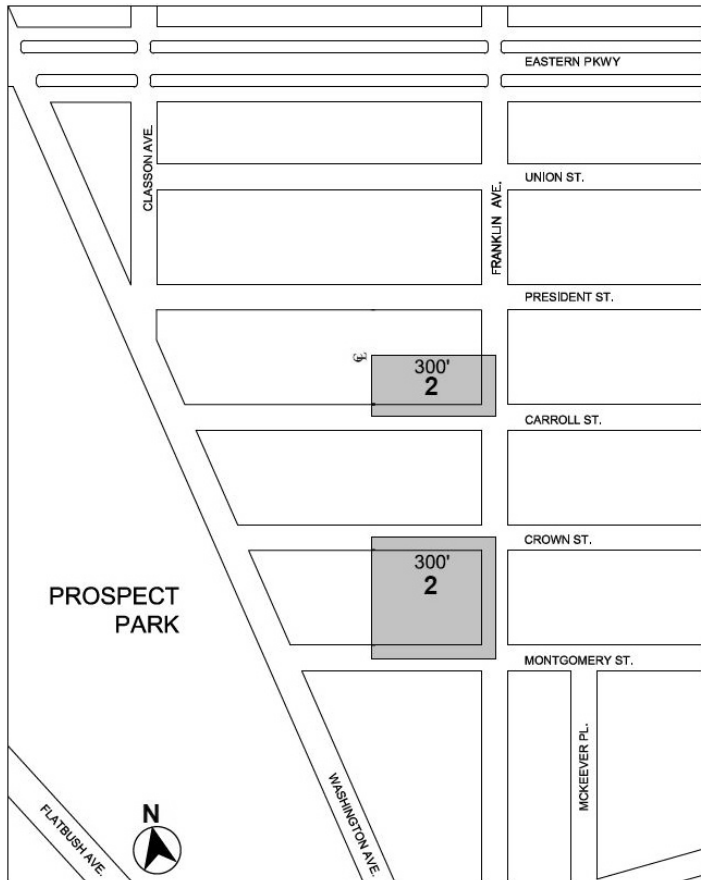 EASTERN PKWY
CLASSON AVE.
UNION ST.
FRANKLIN AVE.
PRESIDENT ST.
℄
300'
2
CARROLL ST.
CROWN ST.
300'
2
PROSPECT
PARK
MONTGOMERY ST.
MCKEEVER PL.
WASHINGTON AVE.
N
FLATBUSH AVE.